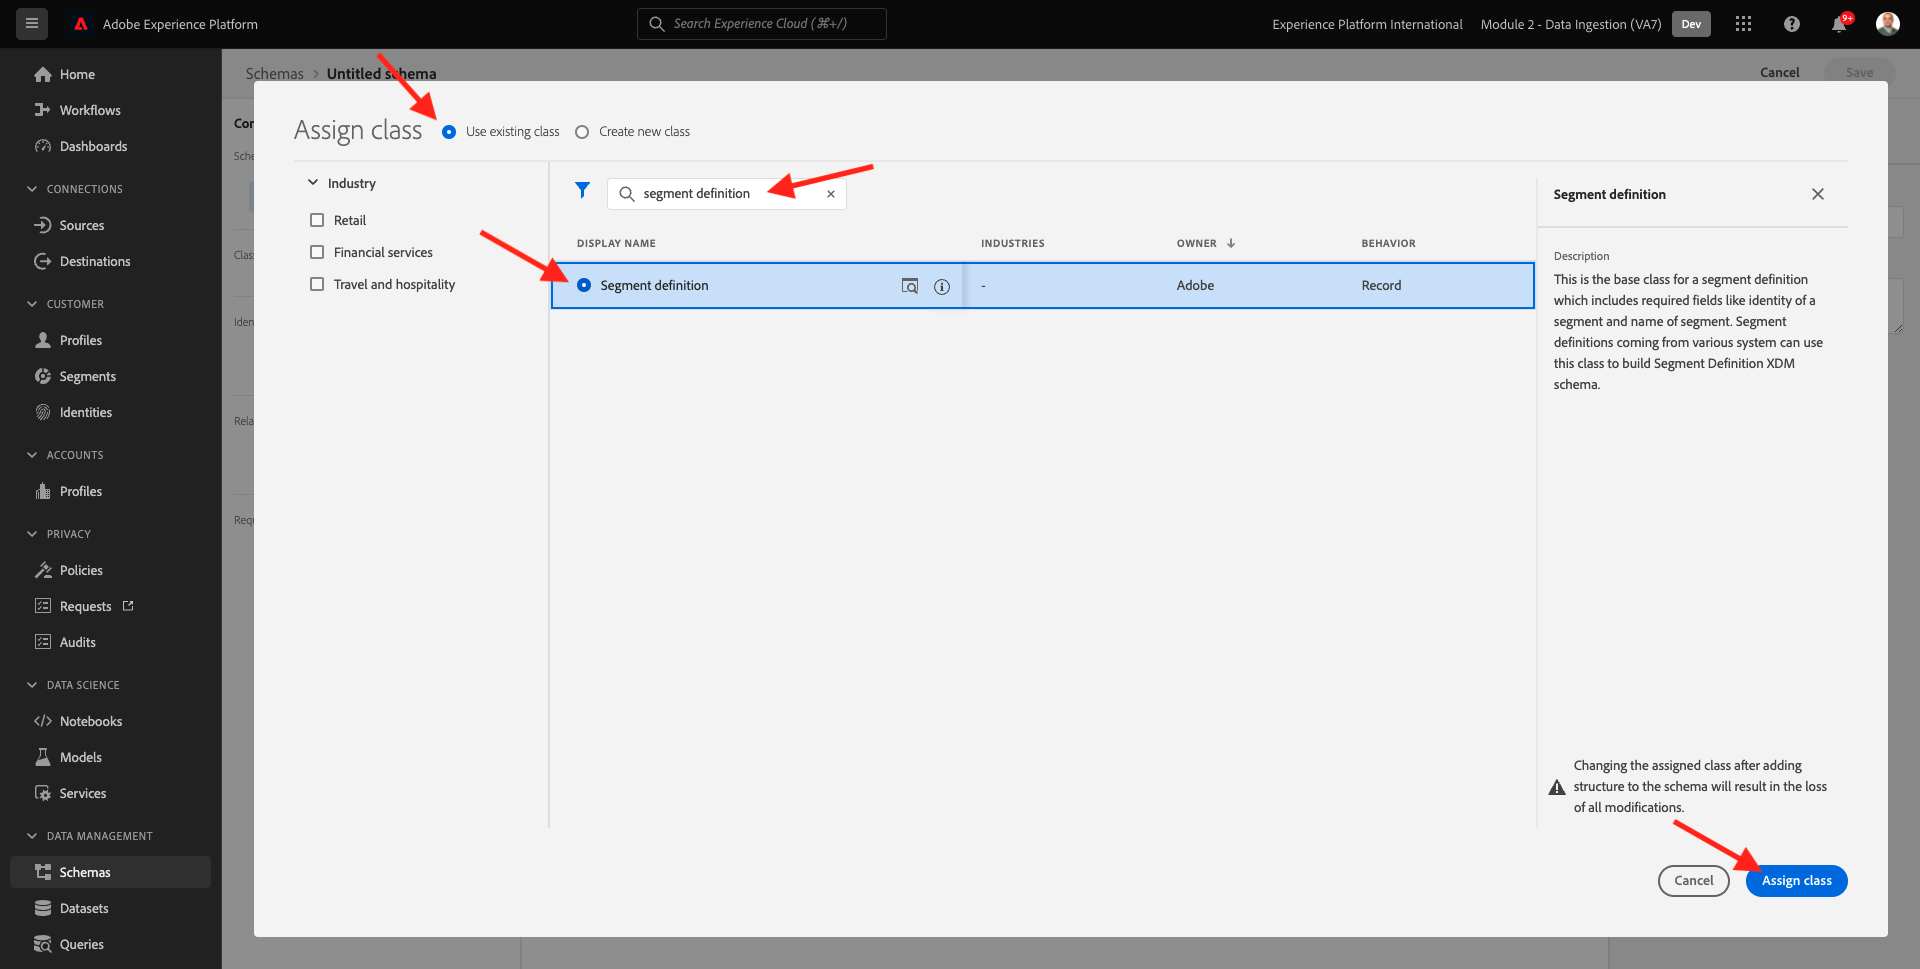 Adobe Experience Platform
Search Experience Cloud (⌘+/)
Experience Platform International
Module 2 - Data Ingestion (VA7)
Dev
9+
Home
Workflows
Dashboards
CONNECTIONS
Sources
Destinations
CUSTOMER
Profiles
Segments
Identities
ACCOUNTS
Profiles
PRIVACY
Policies
Requests
Audits
DATA SCIENCE
Notebooks
Models
Services
DATA MANAGEMENT
Schemas
Datasets
Queries
Schemas > Untitled schema
Cancel
Save
Assign class
Use existing class
Create new class
Industry
Retail
Financial services
Travel and hospitality
segment definition
DISPLAY NAME
INDUSTRIES
OWNER
BEHAVIOR
Segment definition
-
Adobe
Record
Segment definition
Description
This is the base class for a segment definition
which includes required fields like identity of a
segment and name of segment. Segment
definitions coming from various system can use
this class to build Segment Definition XDM
schema.
Changing the assigned class after adding
structure to the schema will result in the loss
of all modifications.
Cancel
Assign class